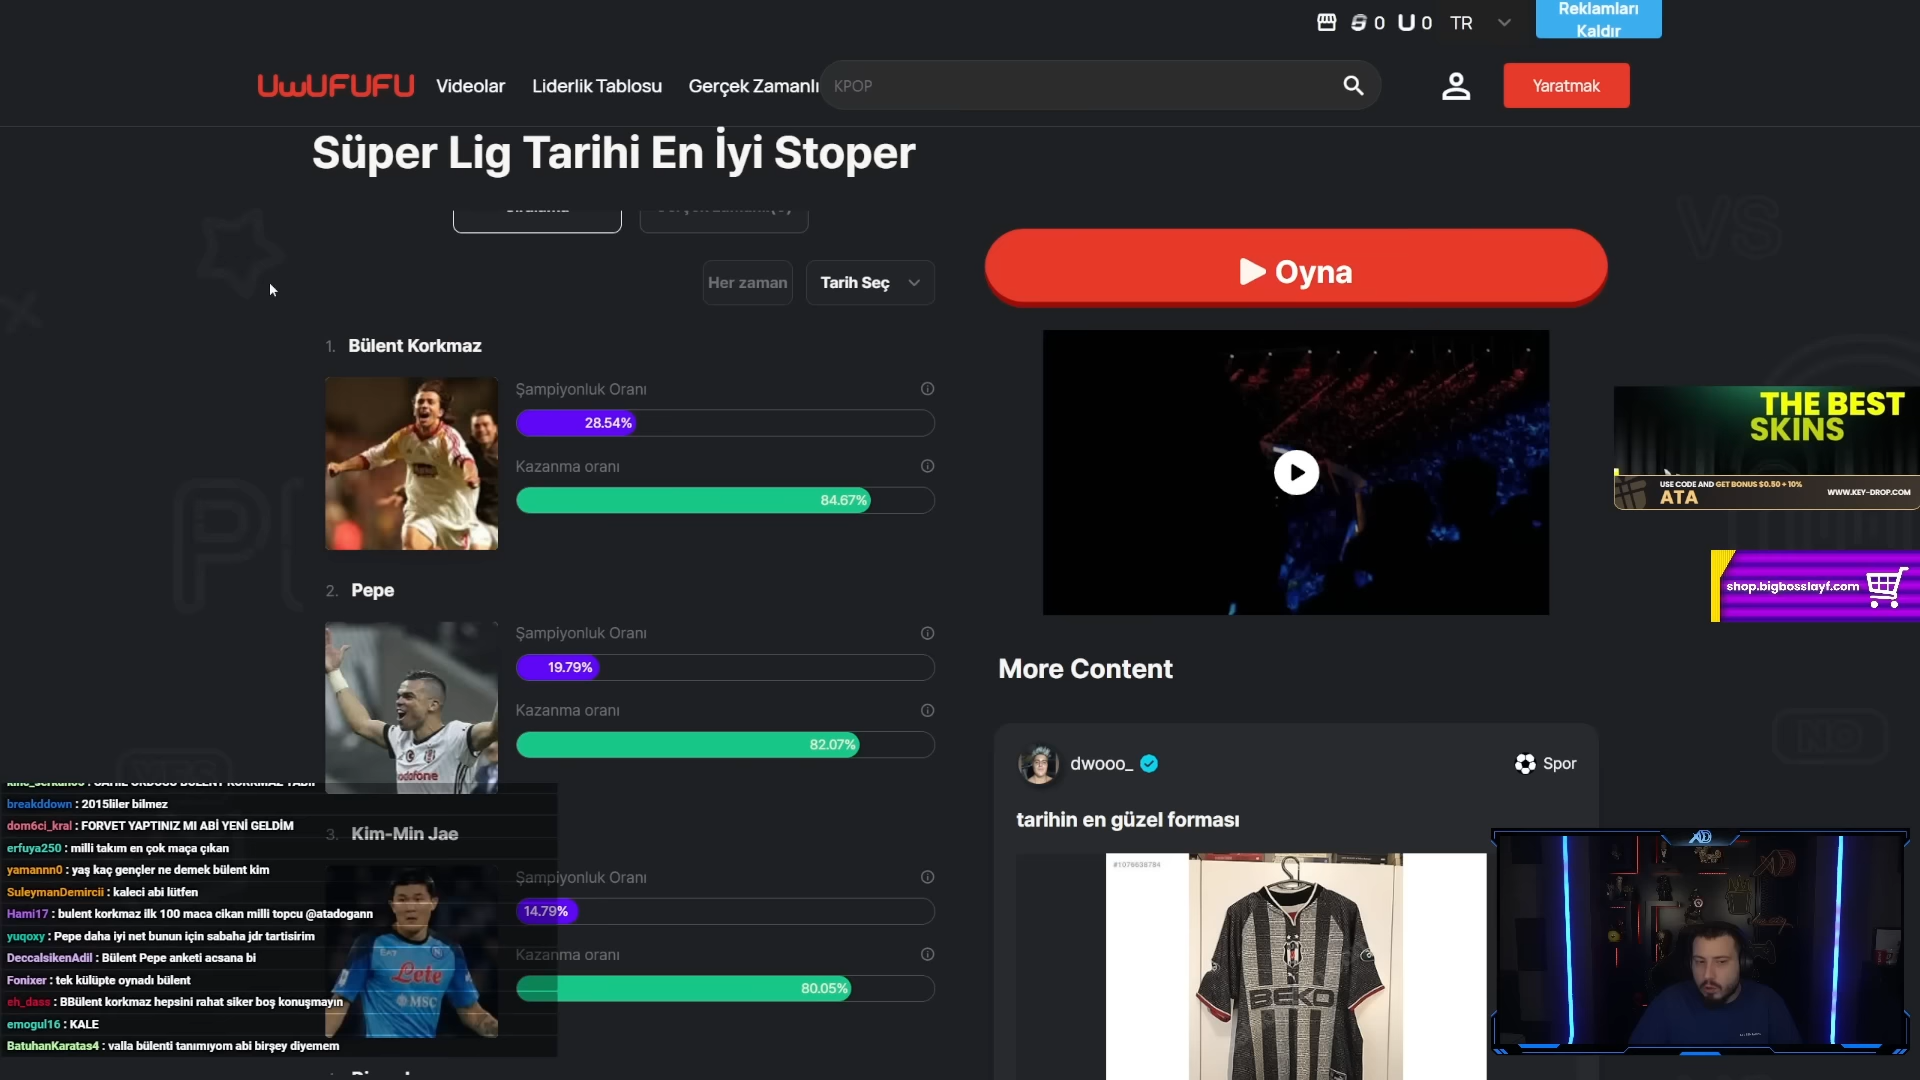 Reklamları
Kaldır
0
0
TR
UwUFUFU
Videolar
Liderlik Tablosu
Gerçek Zamanlı
KPOP
Yaratmak
Süper Lig Tarihi En İyi Stoper
Her zaman
Tarih Seç
Oyna
1. Bülent Korkmaz
Şampiyonluk Oranı
28.54%
Kazanma oranı
84.67%
2. Pepe
Şampiyonluk Oranı
19.79%
Kazanma oranı
82.07%
vodafone
3. Kim-Min Jae
Şampiyonluk Oranı
14.79%
Kazanma oranı
80.05%
Lete
MSC
THE BEST
SKINS
USE CODE AND GET BONUS $0.50 + 10%
ATA
WWW.KEY-DROP.COM
shop.bigbosslayf.com
More Content
dwooo_
Spor
tarihin en güzel forması
#1079638784
BEKO
VS
NO
breakddown : 2015liler bilmez
dom6ci_kral : FORVET YAPTINIZ MI ABİ YENİ GELDİM
erfuya250 : milli takım en çok maça çıkan
yamannn0 : yaş kaç gençler ne demek bülent kim
SuleymanDemircii : kaleci abi lütfen
Hami17 : bulent korkmaz ilk 100 maca cikan milli topcu @atadogann
yuqoxy : Pepe daha iyi net bunun için sabaha jdr tartisirim
DeccalsikenAdil : Bülent Pepe anketi acsana bi
Fonixer : tek külüpte oynadı bülent
eh_dass : BBülent korkmaz hepsini rahat siker boş konuşmayın
emogul16 : KALE
BatuhanKaratas4 : valla bülenti tanımıyom abi birşey diyemem